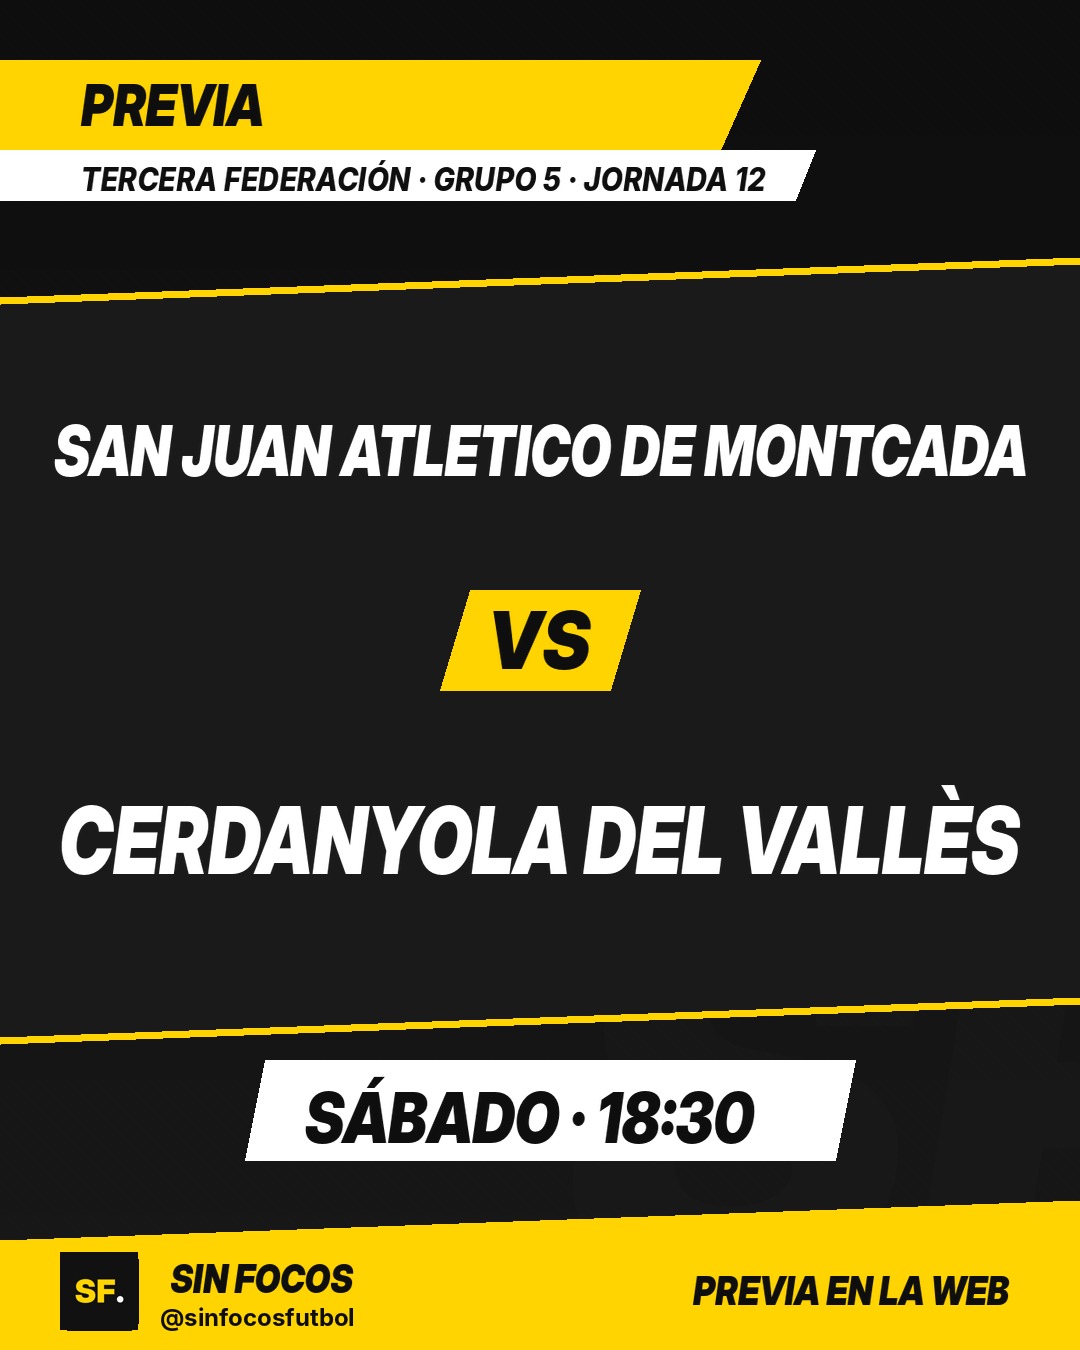 PREVIA
TERCERA FEDERACIÓN · GRUPO 5 · JORNADA 12
SAN JUAN ATLETICO DE MONTCADA
VS
CERDANYOLA DEL VALLÈS
SÁBADO · 18:30
SF.
SIN FOCOS
@sinfocosfutbol
PREVIA EN LA WEB